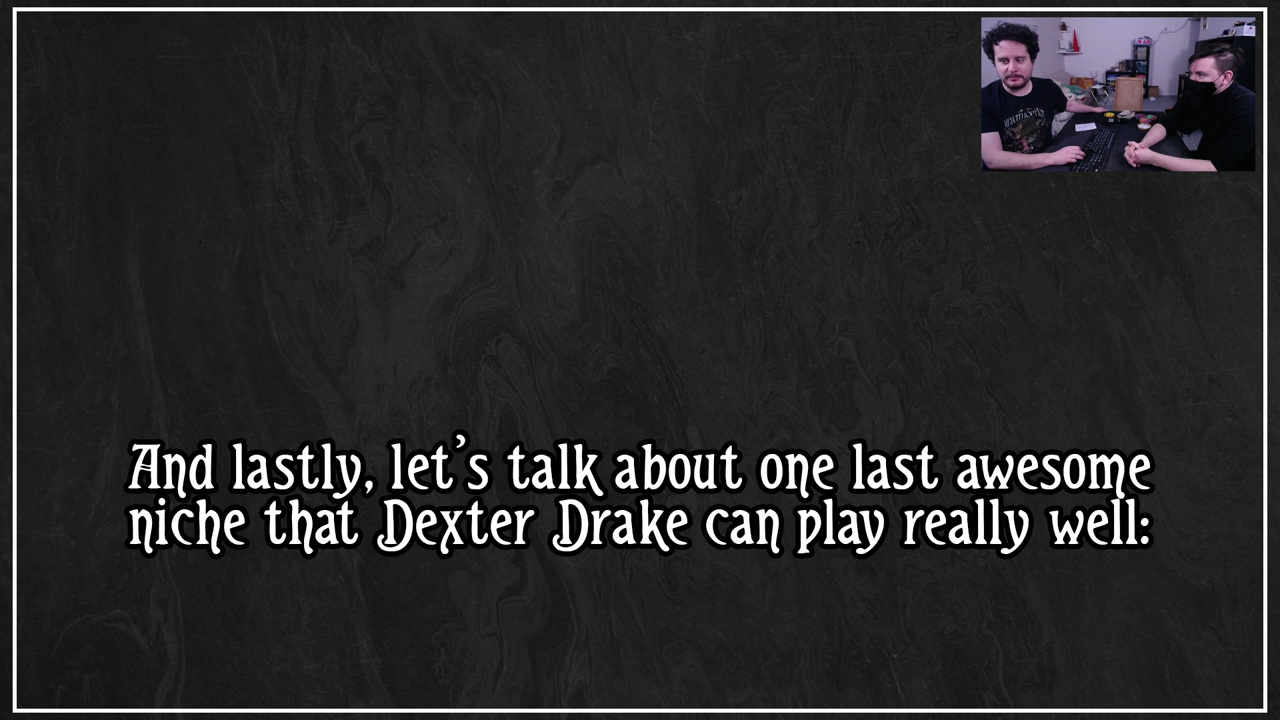 And lastly, let's talk about one last awesome
niche that Dexter Drake can play really well: